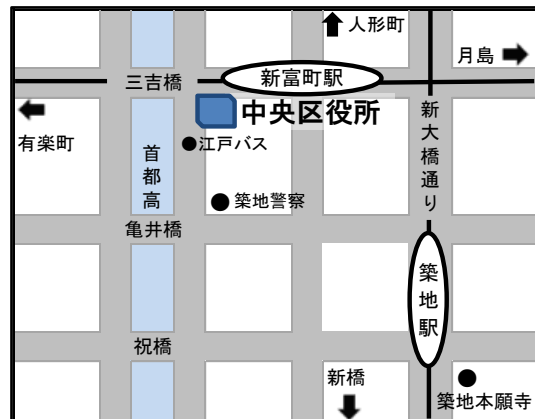 人形町
月島
三吉橋
新富町駅
中央区役所
有楽町
江戸バス
首都高
新大橋通り
築地警察
亀井橋
築地駅
祝橋
新橋
築地本願寺